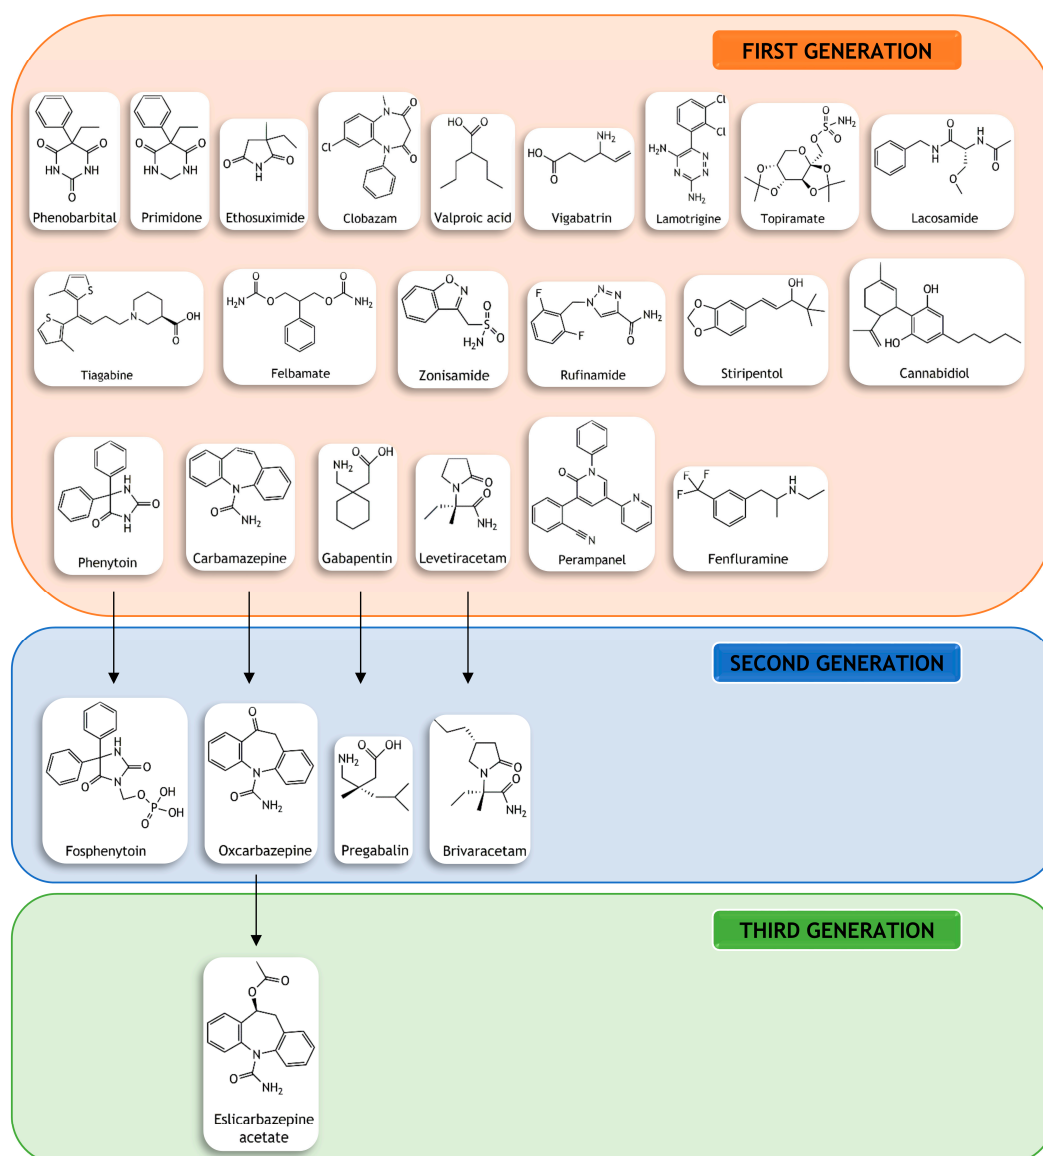 FIRST GENERATION
Phenobarbital
Primidone
Ethosuximide
Clobazam
Valproic acid
Vigabatrin
Lamotrigine
Topiramate
Lacosamide
Tiagabine
Felbamate
Zonisamide
Rufinamide
Stiripentol
Cannabidiol
Phenytoin
Carbamazepine
Gabapentin
Levetiracetam
Perampanel
Fenfluramine
SECOND GENERATION
Fosphenytoin
Oxcarbazepine
Pregabalin
Brivaracetam
THIRD GENERATION
Eslicarbazepine
acetate